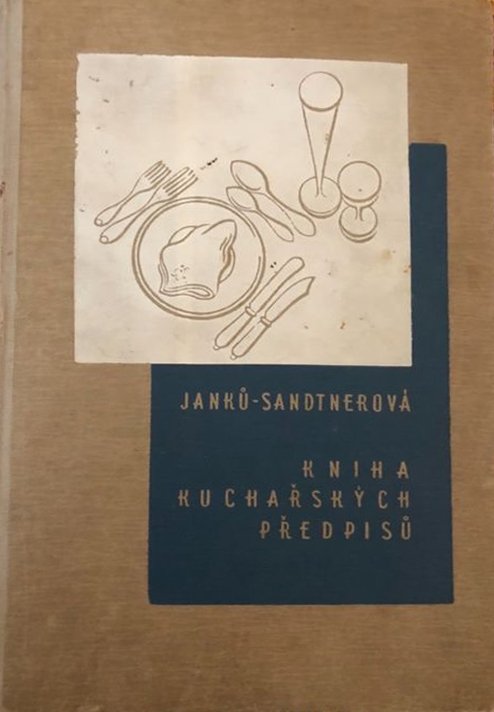 JANKŮ-SANDTNEROVÁ
KNIHA
KUCHAŘSKÝCH
PŘEDPISŮ